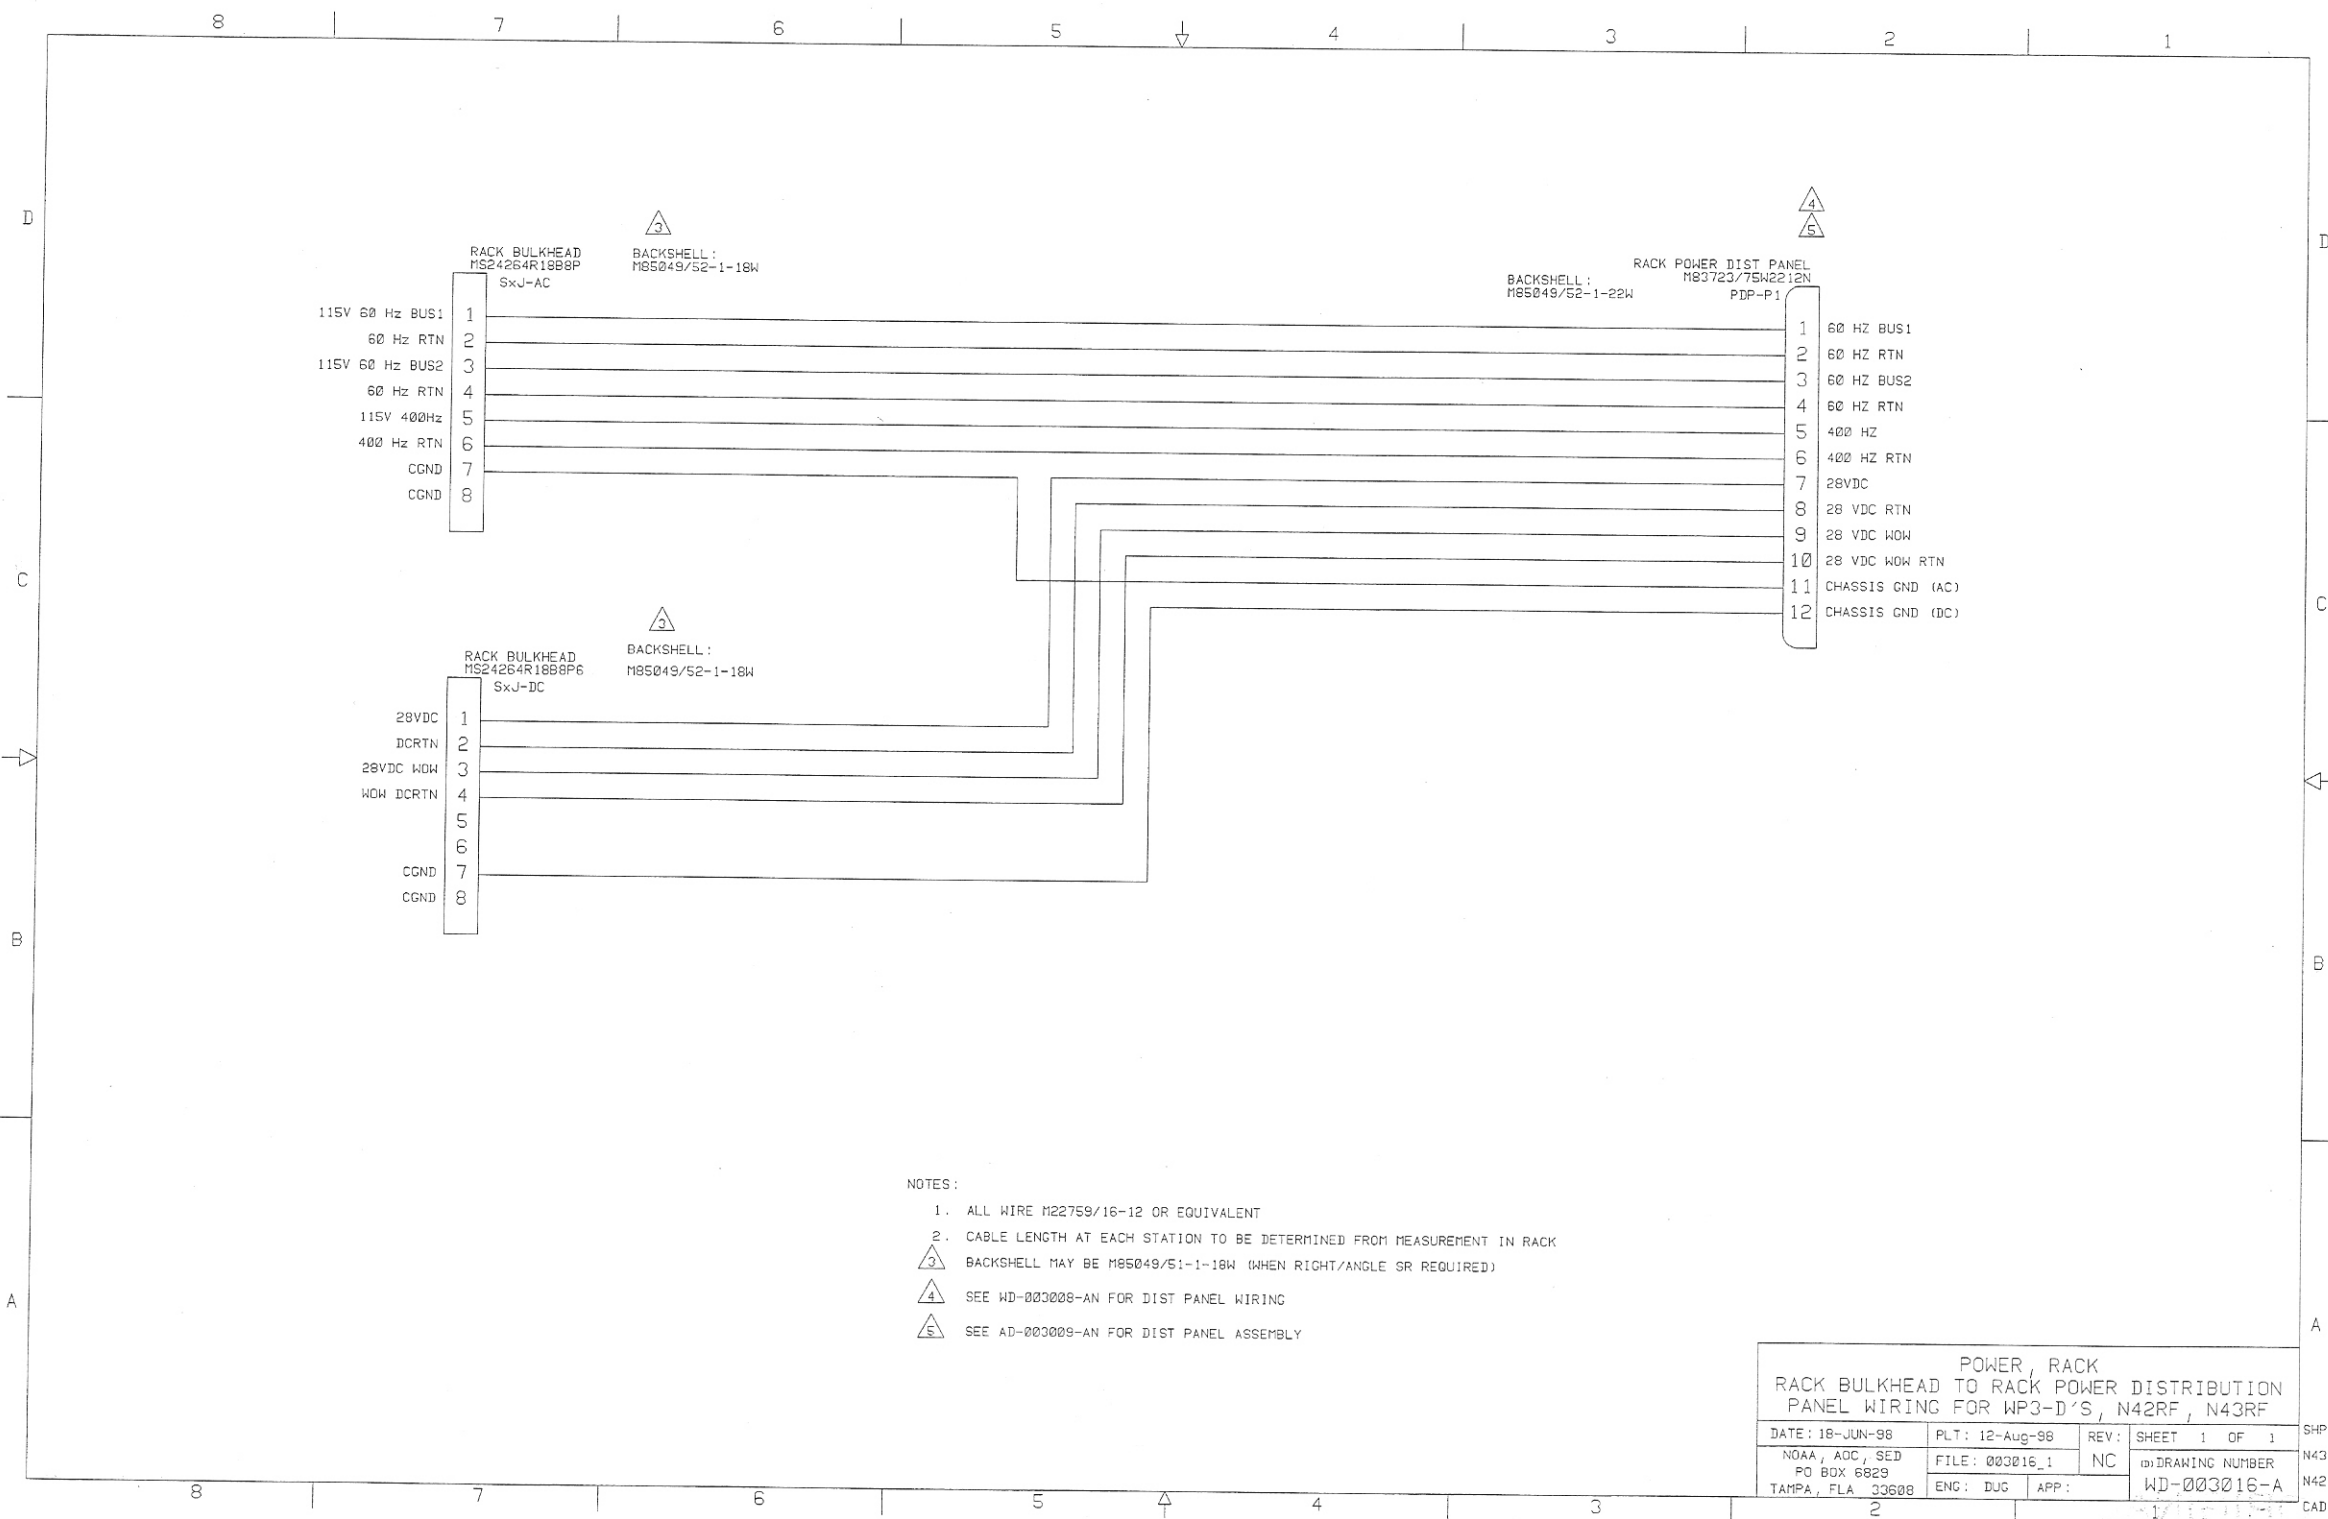 8 7 6 5 4 3 2 1
D
D
3
RACK BULKHEAD
MS24264R18B8P
SxJ-AC
BACKSHELL:
M85049/52-1-18W
115V 60 Hz BUS1 1
60 Hz RTN 2
115V 60 Hz BUS2 3
60 Hz RTN 4
115V 400Hz 5
400 Hz RTN 6
CGND 7
CGND 8
4
5
RACK POWER DIST PANEL
M83723/75W2212N
PDP-P1
BACKSHELL:
M85049/52-1-22W
1 60 HZ BUS1
2 60 HZ RTN
3 60 HZ BUS2
4 60 HZ RTN
5 400 HZ
6 400 HZ RTN
7 28VDC
8 28 VDC RTN
9 28 VDC WOW
10 28 VDC WOW RTN
11 CHASSIS GND (AC)
12 CHASSIS GND (DC)
C
C
3
RACK BULKHEAD
MS24264R18B8P6
SxJ-DC
BACKSHELL:
M85049/52-1-18W
28VDC 1
DCRTN 2
28VDC WOW 3
WOW DCRTN 4
5
6
CGND 7
CGND 8
B
B
NOTES:
1. ALL WIRE M22759/16-12 OR EQUIVALENT
2. CABLE LENGTH AT EACH STATION TO BE DETERMINED FROM MEASUREMENT IN RACK
3 BACKSHELL MAY BE M85049/51-1-18W (WHEN RIGHT/ANGLE SR REQUIRED)
4 SEE WD-003008-AN FOR DIST PANEL WIRING
5 SEE AD-003009-AN FOR DIST PANEL ASSEMBLY
A
A
POWER, RACK
RACK BULKHEAD TO RACK POWER DISTRIBUTION
PANEL WIRING FOR WP3-D'S, N42RF, N43RF
DATE: 18-JUN-98
PLT: 12-Aug-98
REV:
NC
SHEET 1 OF 1
NOAA, AOC, SED
PO BOX 6829
TAMPA, FLA 33608
FILE: 003016_1
ENG: DUG
APP:
(D) DRAWING NUMBER
WD-003016-A
SHP
N43
N42
CAD
8 7 6 5 4 3 2 1